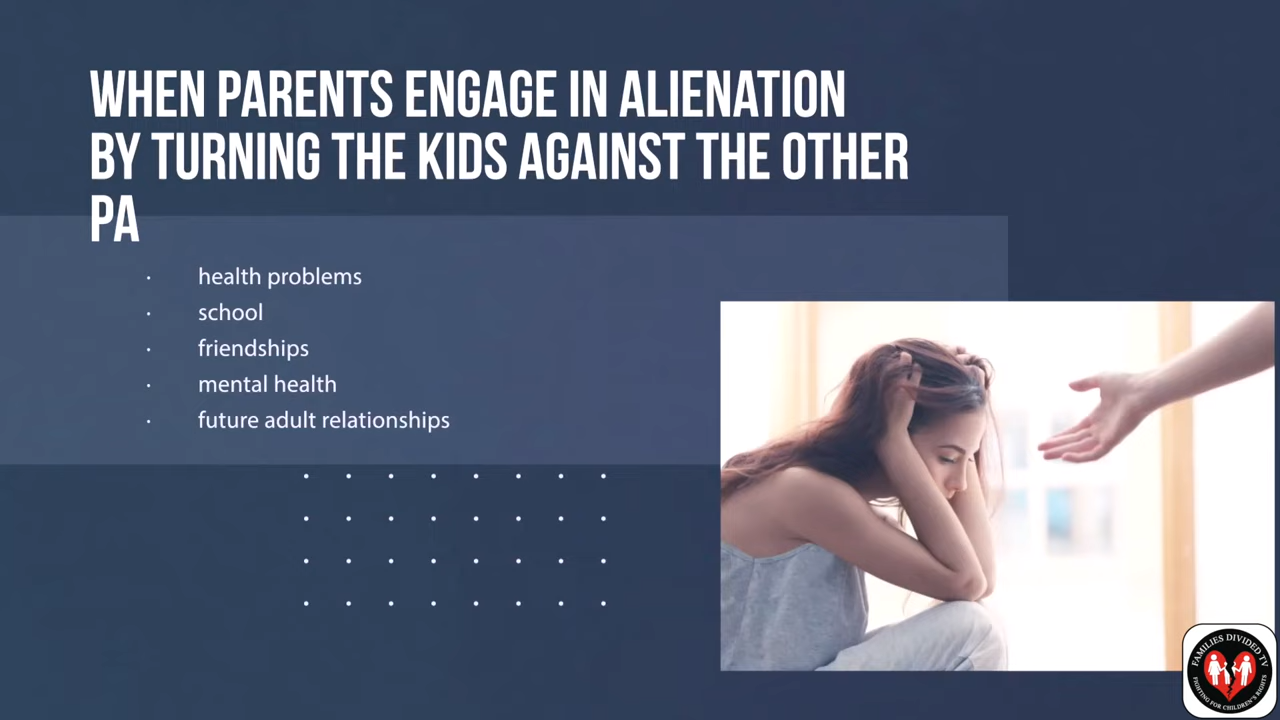 WHEN PARENTS ENGAGE IN ALIENATION
BY TURNING THE KIDS AGAINST THE OTHER
PA
· health problems
· school
· friendships
· mental health
· future adult relationships
FAMILIES DIVIDED TV
FIGHTING FOR CHILDREN'S RIGHTS